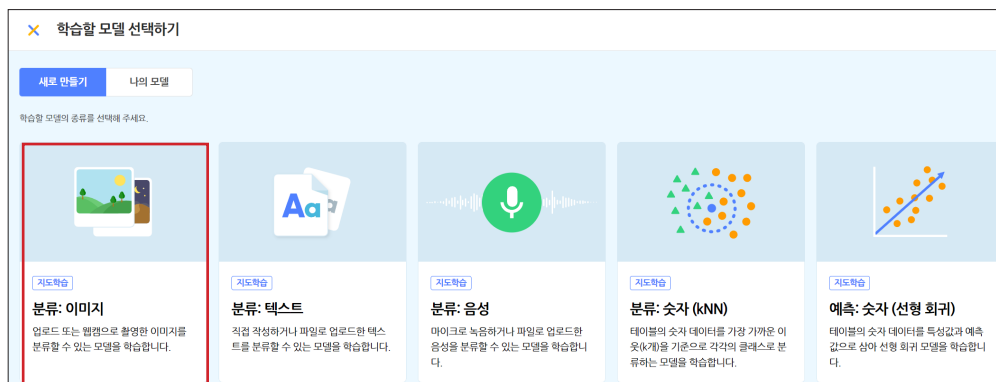 학습할 모델 선택하기
새로 만들기
나의 모델
학습할 모델의 종류를 선택해 주세요.
Aa
a
지도학습
분류: 이미지
업로드 또는 웹캠으로 촬영한 이미지를
분류할 수 있는 모델을 학습합니다.
지도학습
분류: 텍스트
직접 작성하거나 파일로 업로드한 텍스
트를 분류할 수 있는 모델을 학습합니다.
지도학습
분류: 음성
마이크로 녹음하거나 파일로 업로드한
음성을 분류할 수 있는 모델을 학습합니
다.
지도학습
분류: 숫자 (kNN)
테이블의 숫자 데이터를 가장 가까운 이
웃(k개)을 기준으로 각각의 클래스로 분
류하는 모델을 학습합니다.
지도학습
예측: 숫자 (선형 회귀)
테이블의 숫자 데이터를 특성값과 예측
값으로 삼아 선형 회귀 모델을 학습합니
다.